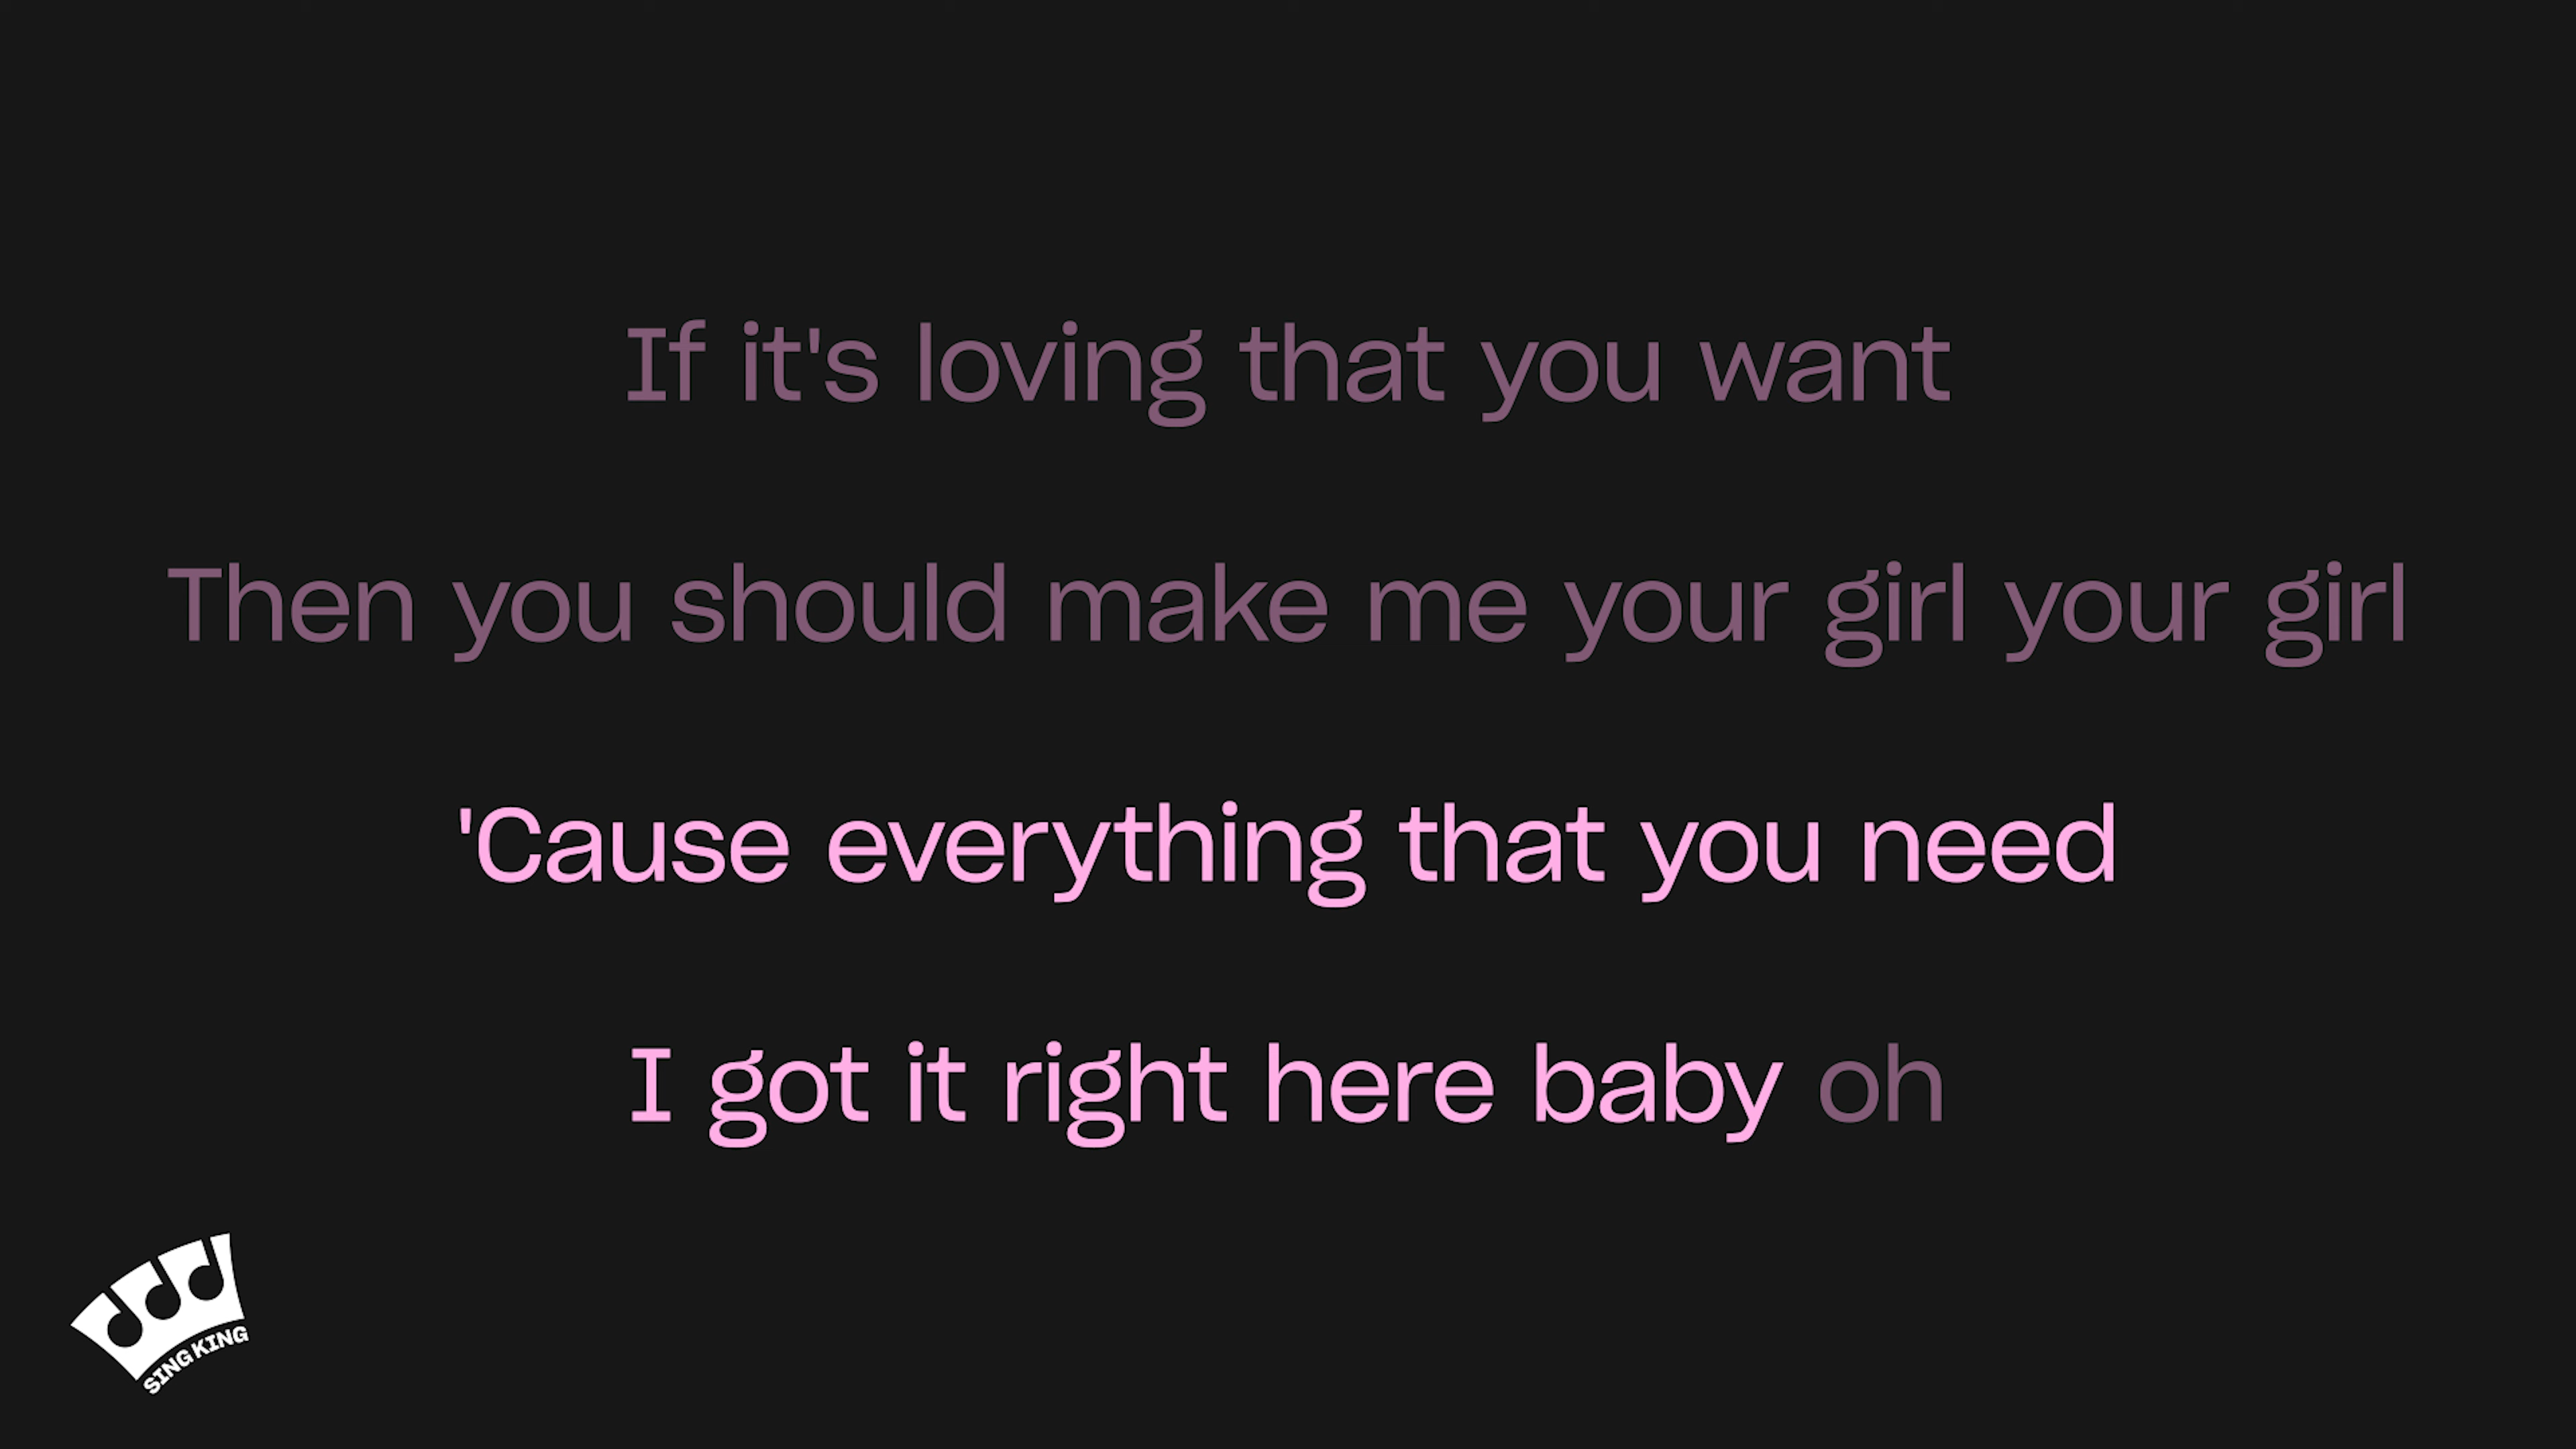 If it's loving that you want
Then you should make me your girl your girl
'Cause everything that you need
I got it right here baby oh
SING KING